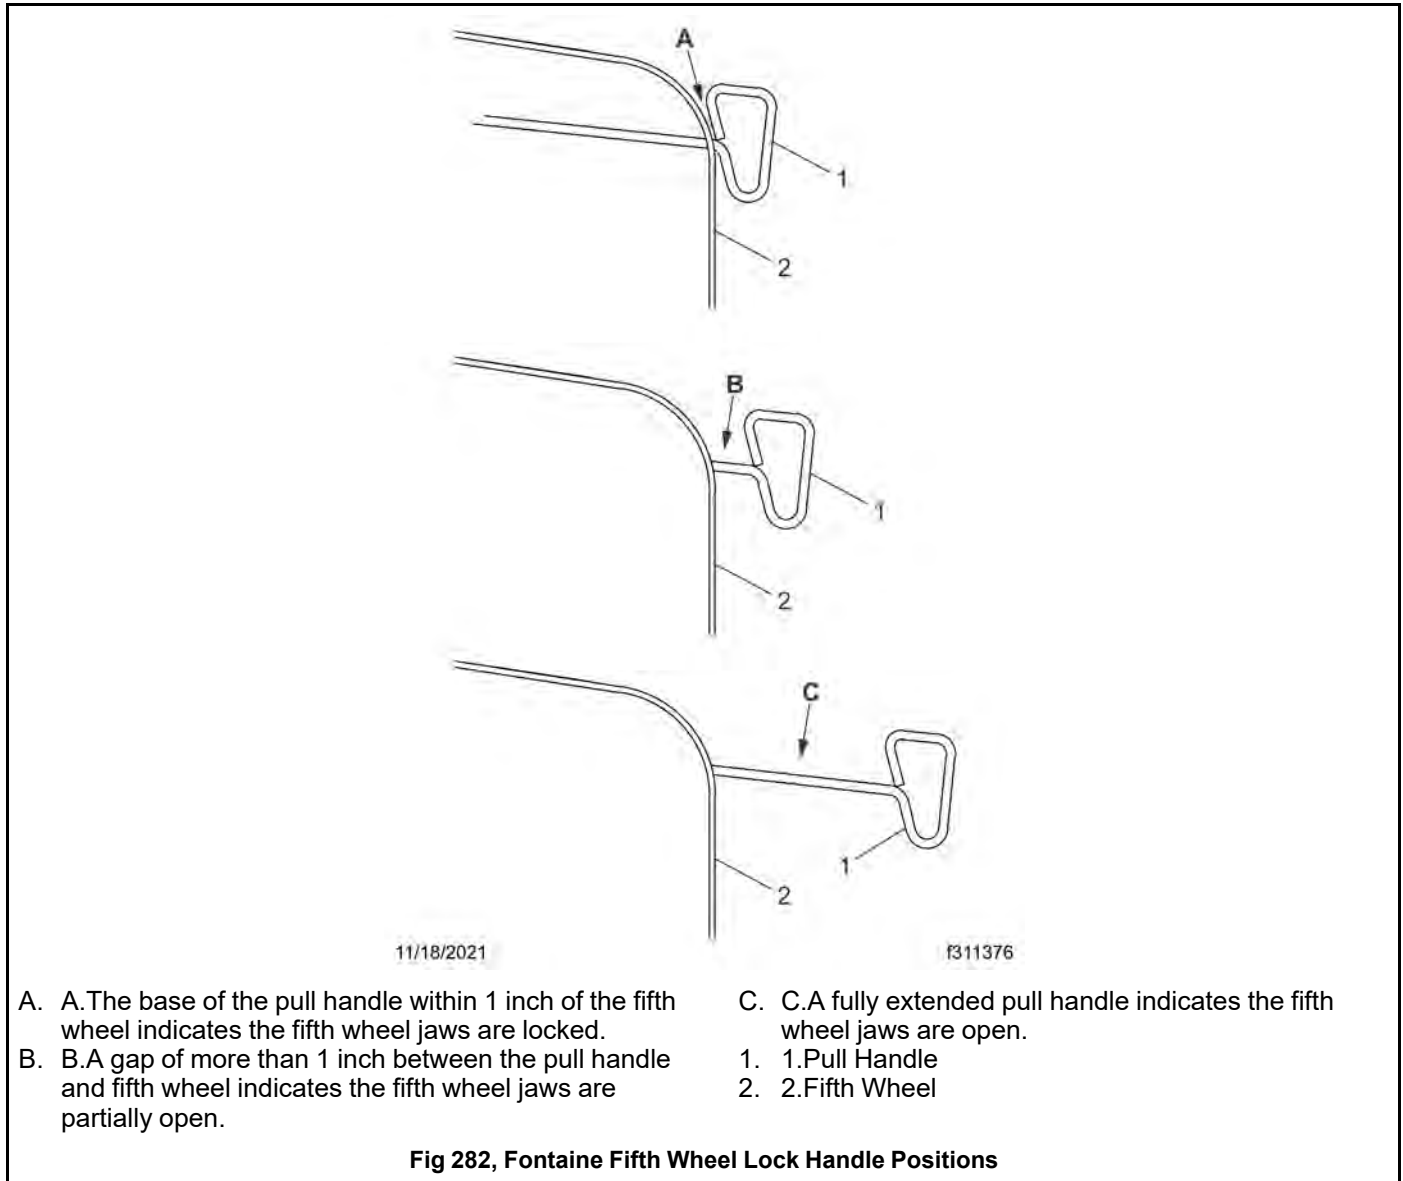 A
1
2
B
1
2
C
1
2
11/18/2021
f311376
A. A.The base of the pull handle within 1 inch of the fifth
wheel indicates the fifth wheel jaws are locked.
B. B.A gap of more than 1 inch between the pull handle
and fifth wheel indicates the fifth wheel jaws are
partially open.
C. C.A fully extended pull handle indicates the fifth
wheel jaws are open.
1. 1.Pull Handle
2. 2.Fifth Wheel
Fig 282, Fontaine Fifth Wheel Lock Handle Positions